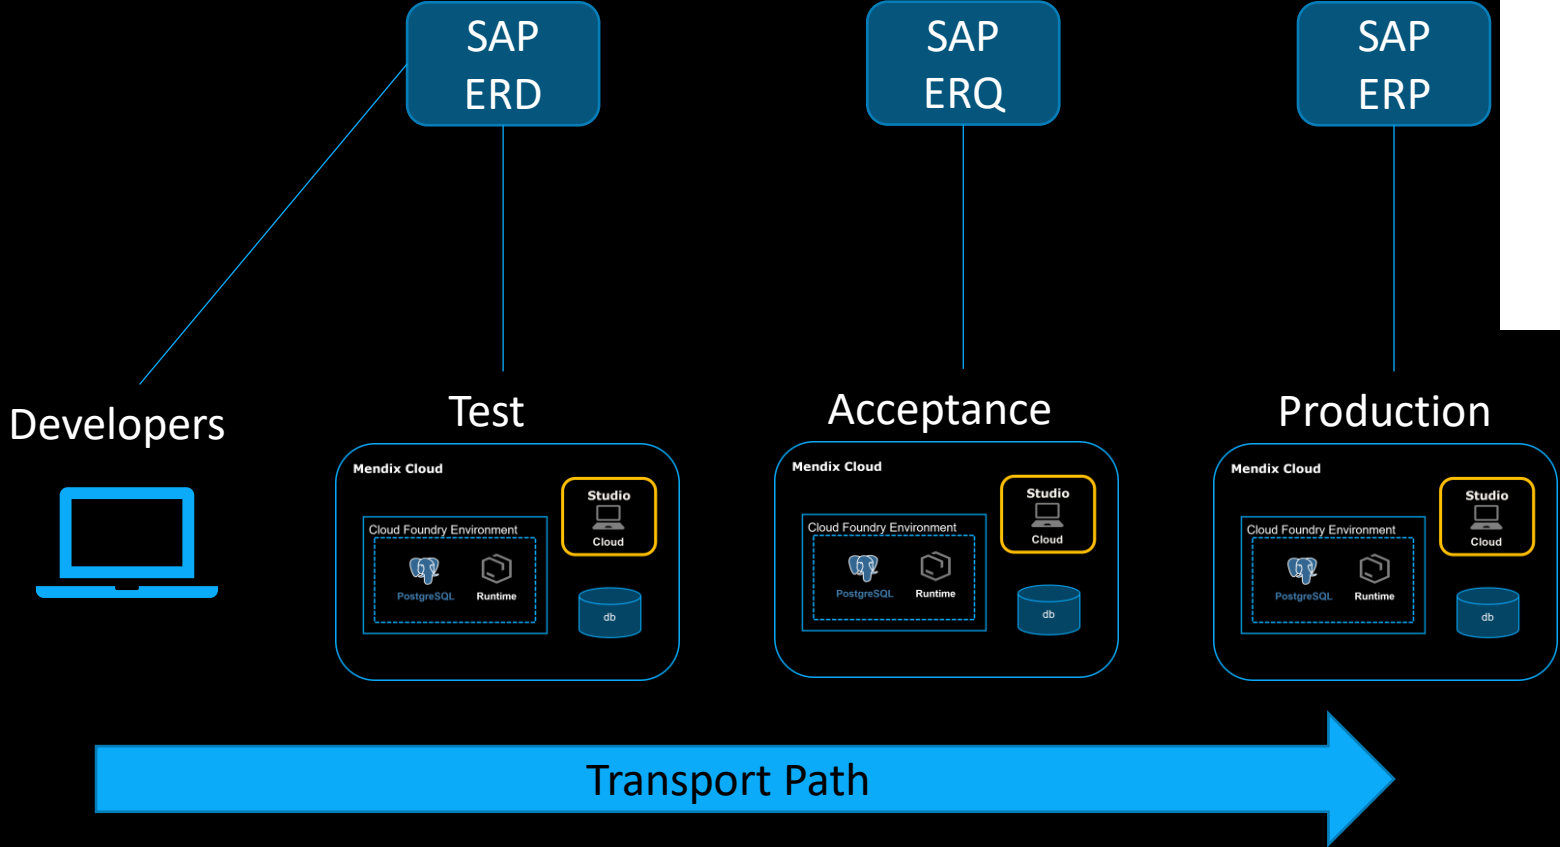 SAP
ERD
SAP
ERQ
SAP
ERP
Developers
Test
Acceptance
Production
Mendix Cloud
Studio
Cloud
Cloud Foundry Environment
PostgreSQL
Runtime
db
Mendix Cloud
Studio
Cloud
Cloud Foundry Environment
PostgreSQL
Runtime
db
Mendix Cloud
Studio
Cloud
Cloud Foundry Environment
PostgreSQL
Runtime
db
Transport Path